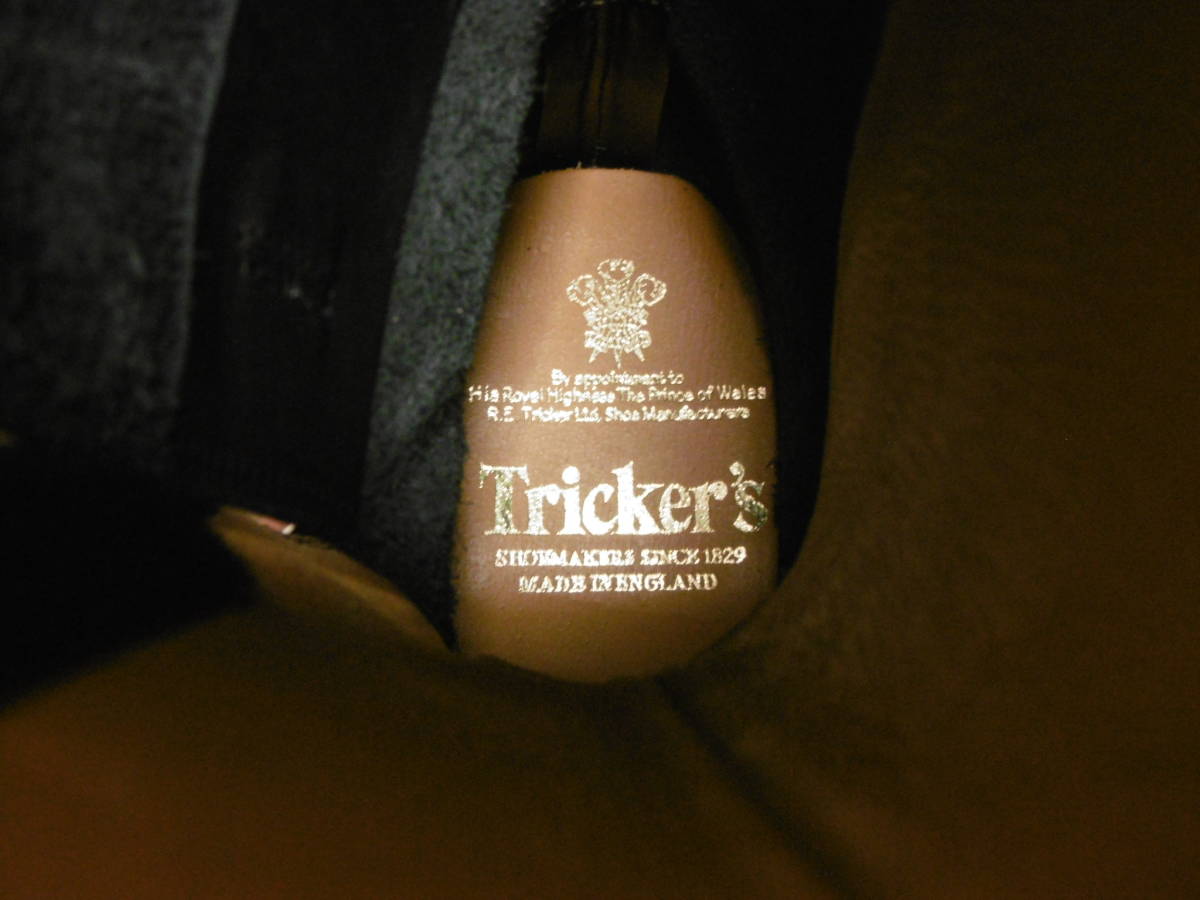 By appointment to
His Royal Highness The Prince of Wales
R.E. Tricker Ltd, Shoe Manufacturers
Tricker's
SHOEMAKERS SINCE 1829
MADE IN ENGLAND